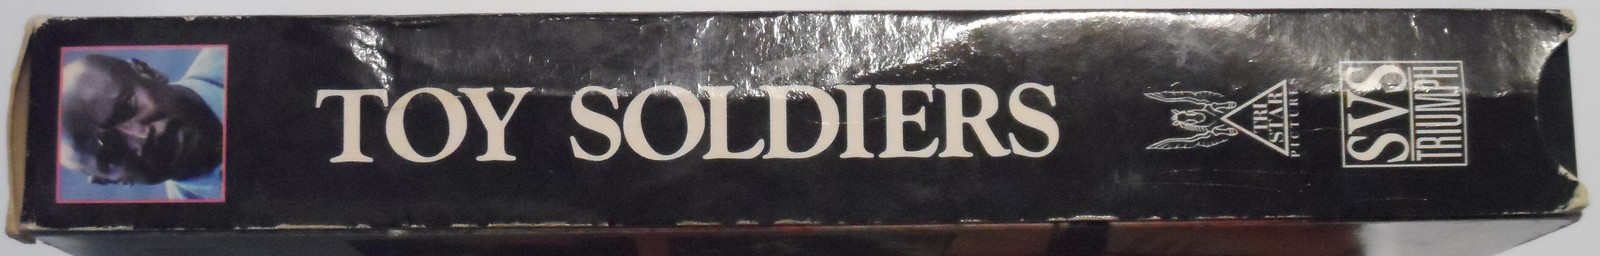 TOY SOLDIERS
TRI
STAR
PICTURES
SVS
TRIUMPH